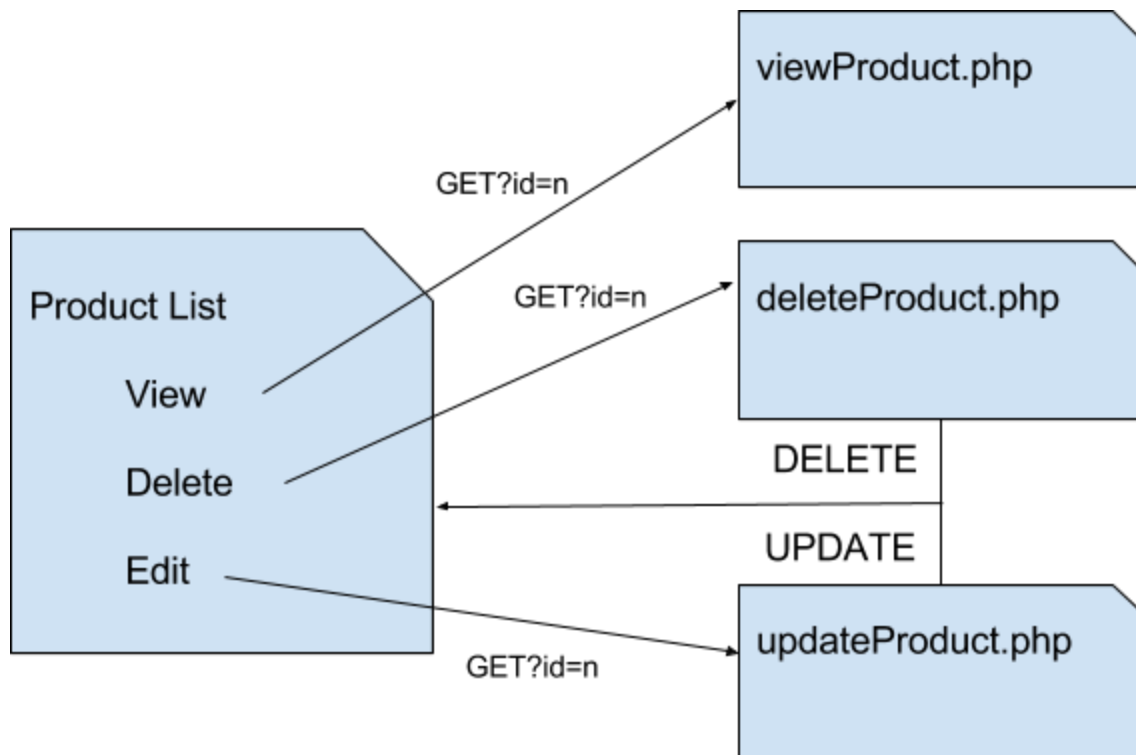 viewProduct.php
GET?id=n
Product List
GET?id=n
deleteProduct.php
View
Delete
DELETE
Edit
UPDATE
GET?id=n
updateProduct.php